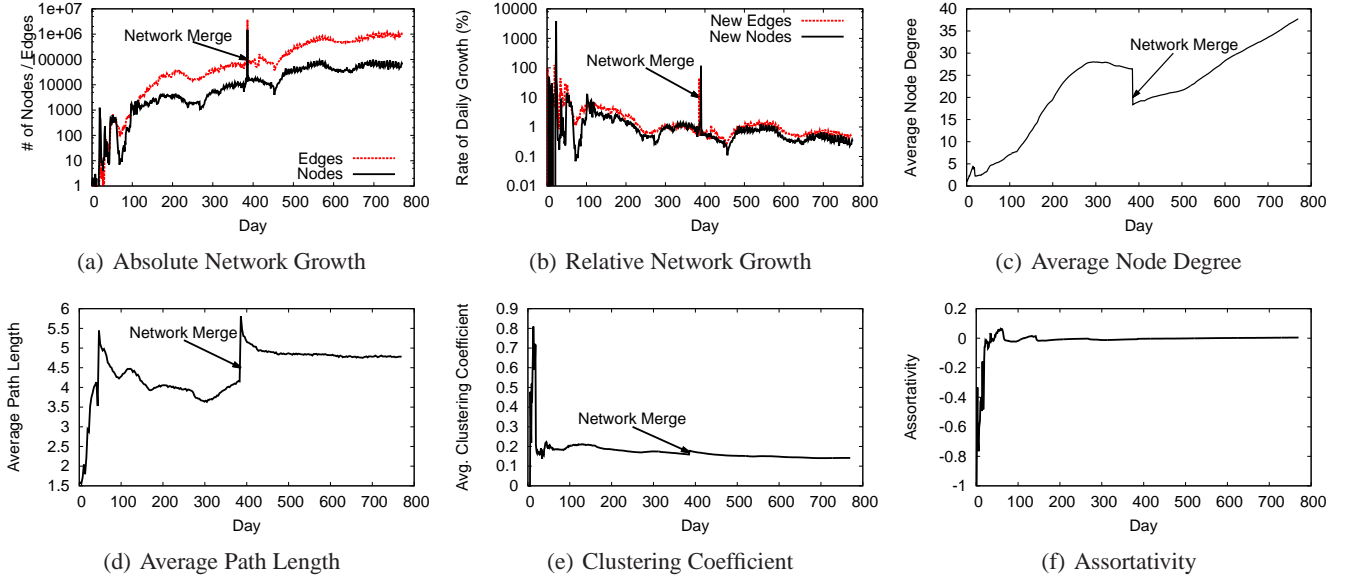 # of Nodes / Edges
1e+07
1e+06
100000
10000
1000
100
10
1
Network Merge
Edges
Nodes
0 100 200 300 400 500 600 700 800
Day
(a) Absolute Network Growth
Rate of Daily Growth (%)
10000
1000
100
10
1
0.1
0.01
New Edges
New Nodes
Network Merge
0 100 200 300 400 500 600 700 800
Day
(b) Relative Network Growth
Average Node Degree
40
35
30
25
20
15
10
5
0
Network Merge
0 100 200 300 400 500 600 700 800
Day
(c) Average Node Degree
Average Path Length
6
5.5
5
4.5
4
3.5
3
2.5
2
1.5
Network Merge
0 100 200 300 400 500 600 700 800
Day
(d) Average Path Length
Avg. Clustering Coefficient
0.9
0.8
0.7
0.6
0.5
0.4
0.3
0.2
0.1
0
Network Merge
0 100 200 300 400 500 600 700 800
Day
(e) Clustering Coefficient
Assortativity
0.2
0
-0.2
-0.4
-0.6
-0.8
-1
0 100 200 300 400 500 600 700 800
Day
(f) Assortativity